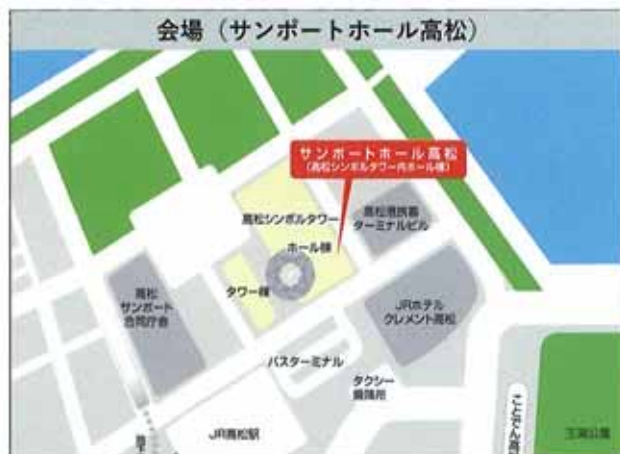 会場（サンポートホール高松）
サンポートホール高松
（高松シンボルタワー内ホール棟）
高松シンボルタワー
高松港旅客
ターミナルビル
ホール棟
タワー棟
高松
サンポート
合同庁舎
JRホテル
クレメント高松
バスターミナル
タクシー
乗降所
JR高松駅
ことでん高
玉藻公園